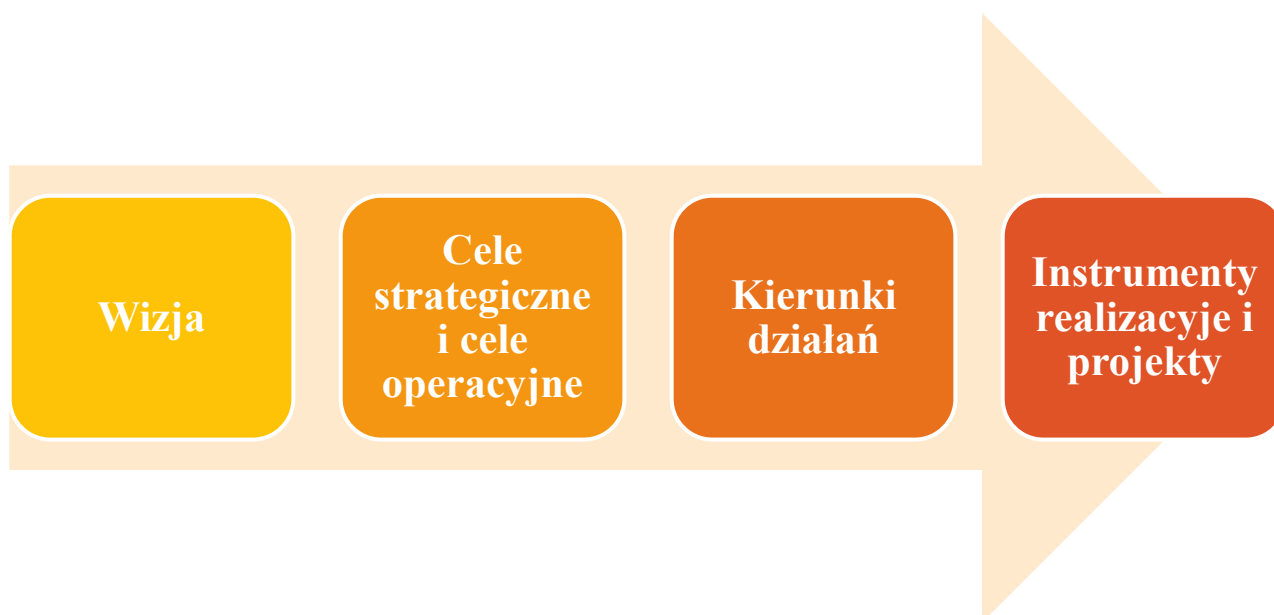 Wizja
Cele
strategiczne
i cele
operacyjne
Kierunki
działań
Instrumenty
realizacyje i
projekty